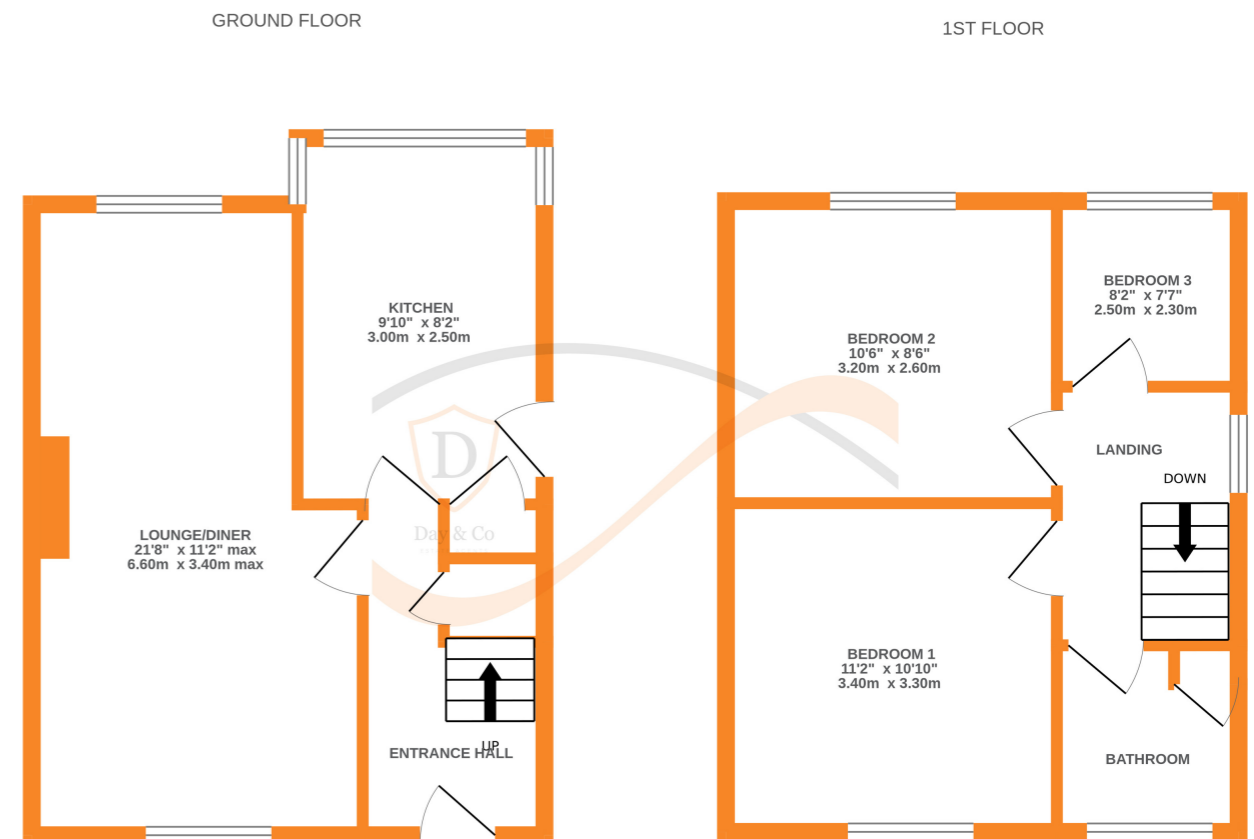 GROUND FLOOR
1ST FLOOR
KITCHEN
9'10" x 8'2"
3.00m x 2.50m
LOUNGE/DINER
21'8" x 11'2" max
6.60m x 3.40m max
D
Day & Co
UP
ENTRANCE HALL
BEDROOM 3
8'2" x 7'7"
2.50m x 2.30m
BEDROOM 2
10'6" x 8'6"
3.20m x 2.60m
LANDING
DOWN
BEDROOM 1
11'2" x 10'10"
3.40m x 3.30m
BATHROOM